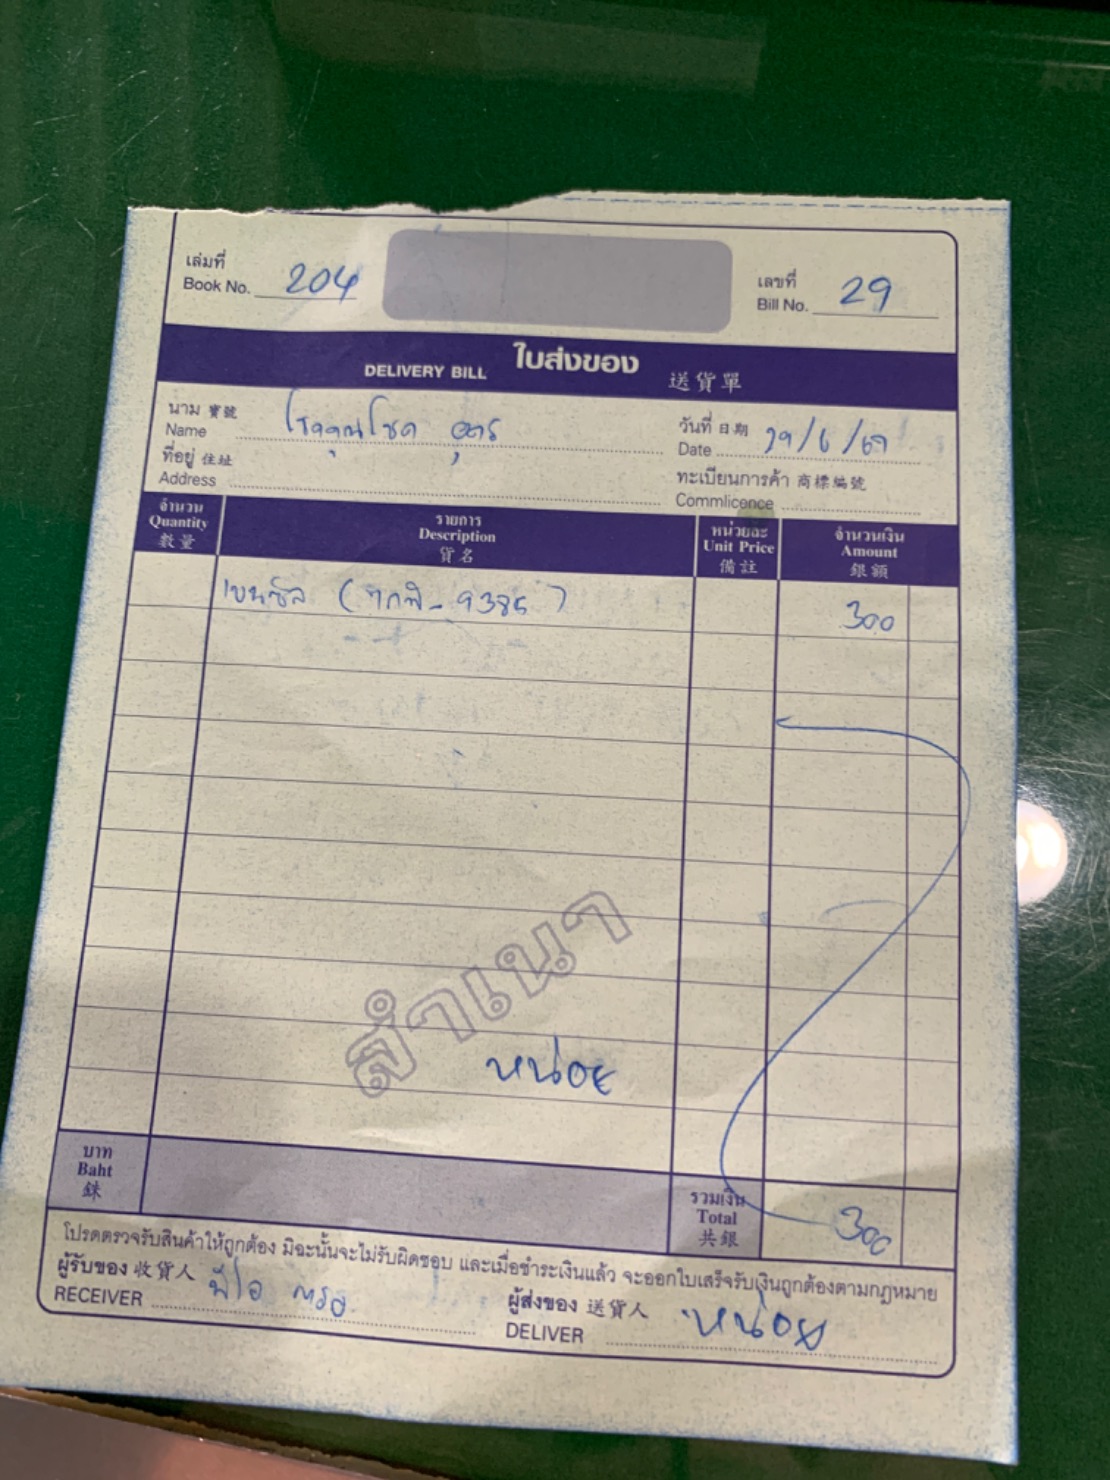 เล่มที่
Book No. 204
เลขที่
Bill No. 29
DELIVERY BILL ใบส่งของ 送貨單
นาม 寶號
Name
วันที่ 日期
Date 29/6/67
ที่อยู่ 住址
Address
ทะเบียนการค้า 商標編號
Commlicence
จำนวน
Quantity
數量
รายการ
Description
貨名
หน่วยละ
Unit Price
備註
จำนวนเงิน
Amount
銀額
เบนซิล 300
สำเนา
หน่อย
บาท
Baht
銖
รวมเงิน
Total
共銀
300
โปรดตรวจรับสินค้าให้ถูกต้อง มิฉะนั้นจะไม่รับผิดชอบ และเมื่อชำระเงินแล้ว จะออกใบเสร็จรับเงินถูกต้องตามกฎหมาย
ผู้รับของ 收貨人
RECEIVER
ผู้ส่งของ 送貨人
DELIVER หน่อย